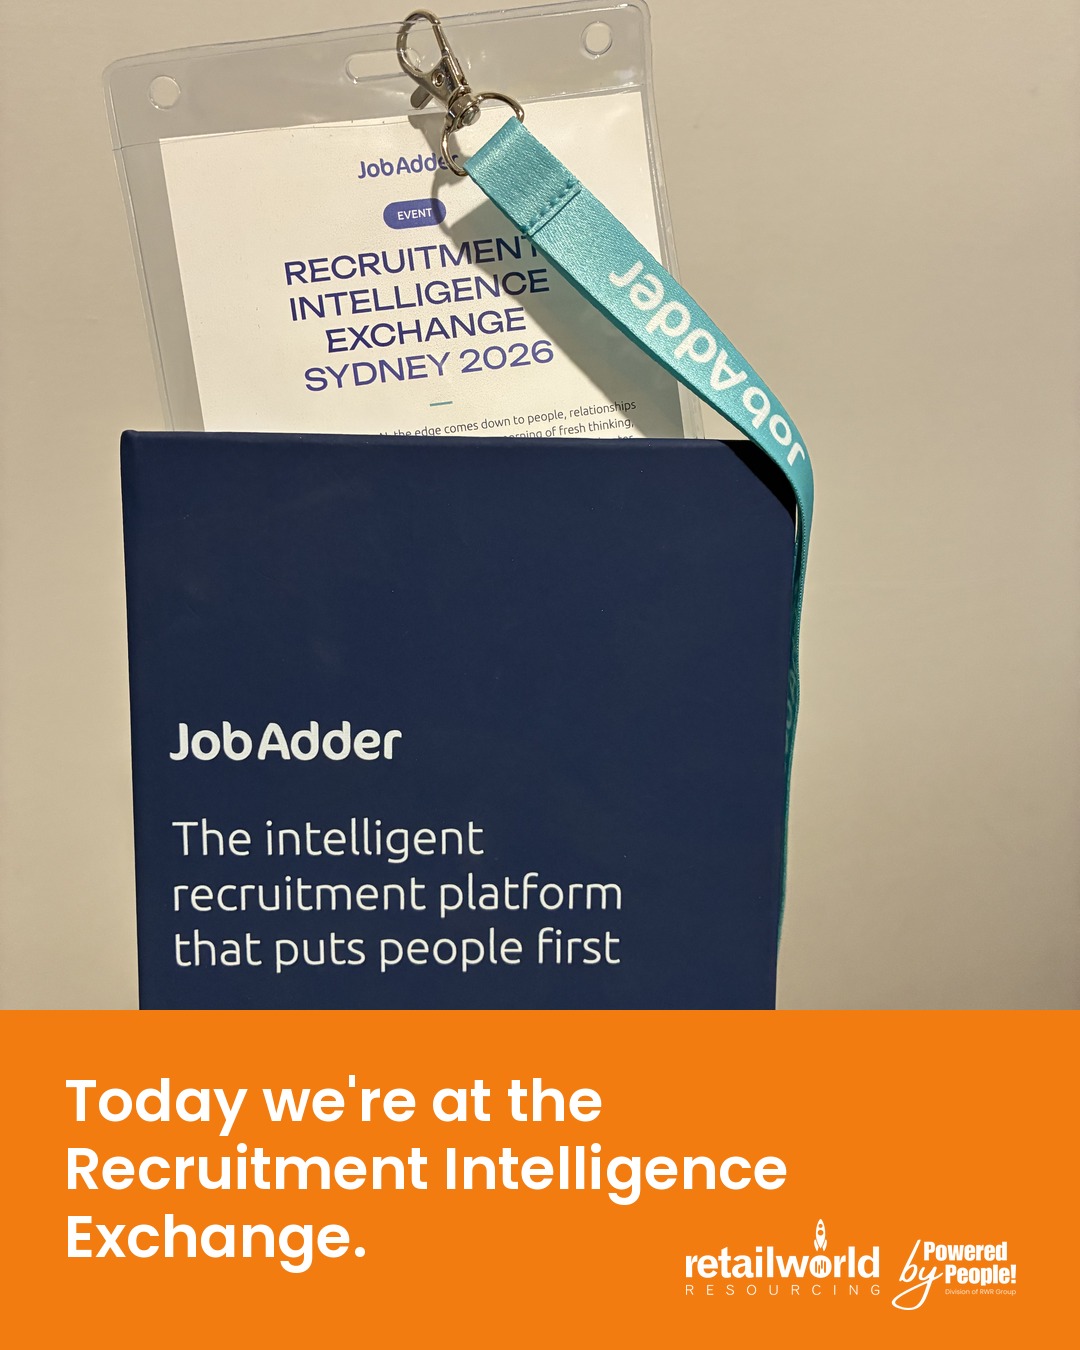 JobAdder
EVENT
RECRUITMENT
INTELLIGENCE
EXCHANGE
SYDNEY 2026
the edge comes down to people, relationships
of fresh thinking,
JobAdder
JobAdder
The intelligent
recruitment platform
that puts people first
Today we're at the
Recruitment Intelligence
Exchange.
retailworld
RESOURCING
Powered
by People!
Division of RWR Group